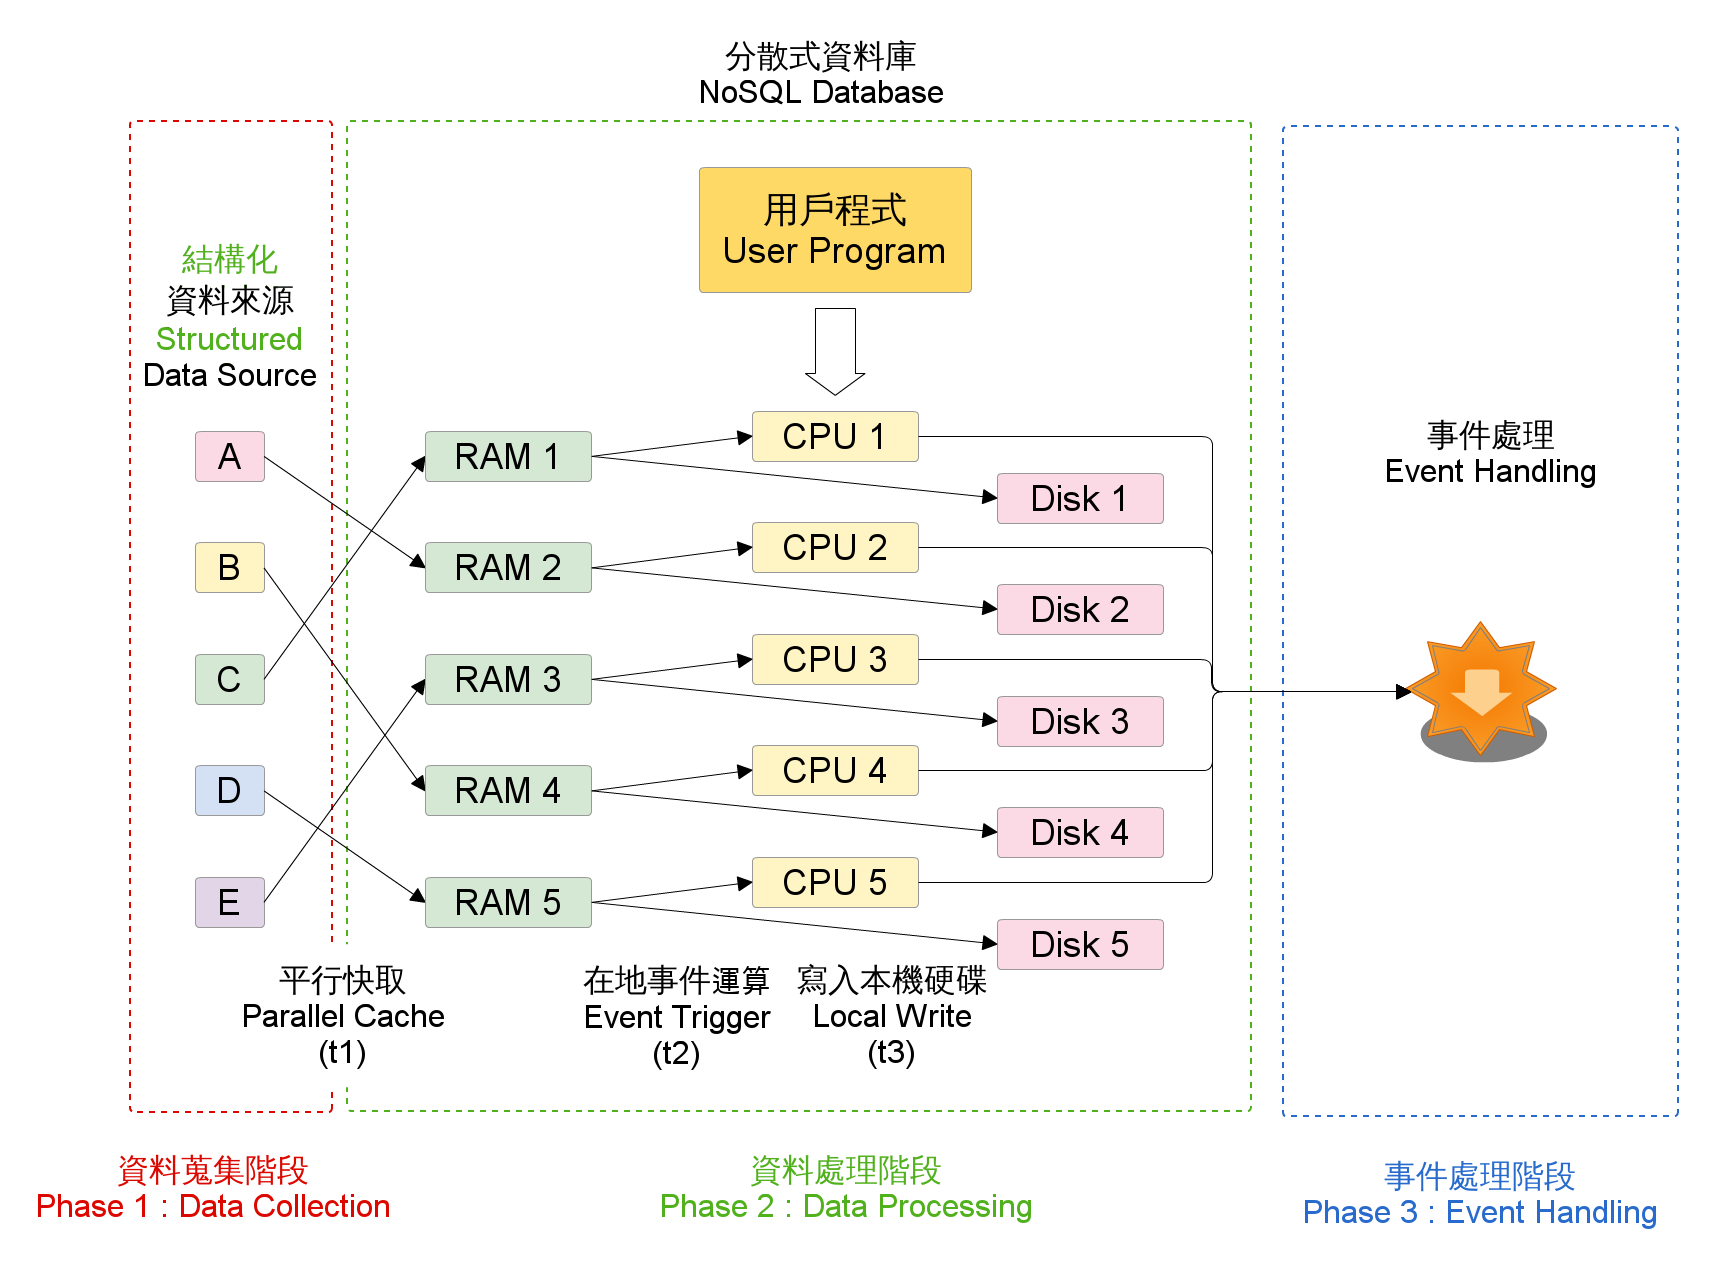 分散式資料庫
NoSQL Database
用戶程式
User Program
結構化
資料來源
Structured
Data Source
A
B
C
D
E
RAM 1
RAM 2
RAM 3
RAM 4
RAM 5
CPU 1
Disk 1
CPU 2
Disk 2
CPU 3
Disk 3
CPU 4
Disk 4
CPU 5
Disk 5
事件處理
Event Handling
平行快取
Parallel Cache
(t1)
在地事件運算
Event Trigger
(t2)
寫入本機硬碟
Local Write
(t3)
資料蒐集階段
Phase 1 : Data Collection
資料處理階段
Phase 2 : Data Processing
事件處理階段
Phase 3 : Event Handling